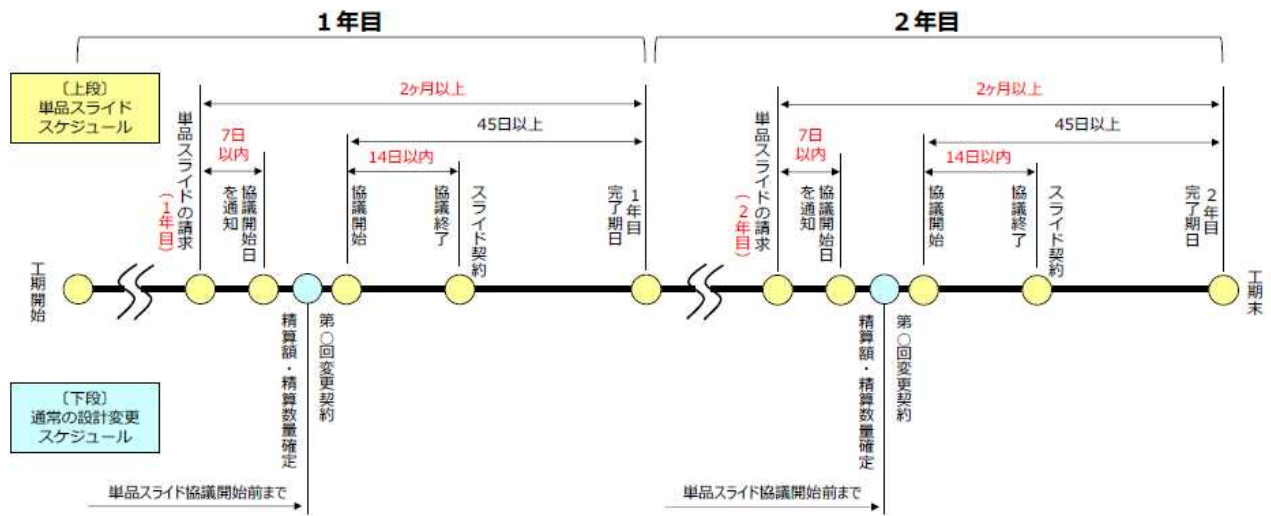 1年目
2年目
〔上段〕
単品スライド
スケジュール
2ヶ月以上
45日以上
7日
以内
14日以内
単品スライドの請求
(1年目)
協議開始日
を通知
協議開始
協議終了
スライド契約
1年目
完了期日
2ヶ月以上
45日以上
7日
以内
14日以内
単品スライドの請求
(2年目)
協議開始日
を通知
協議開始
協議終了
スライド契約
2年目
完了期日
工期開始
工期末
〔下段〕
通常の設計変更
スケジュール
第○回変更契約
精算額・精算数量確定
単品スライド協議開始前まで
第○回変更契約
精算額・精算数量確定
単品スライド協議開始前まで